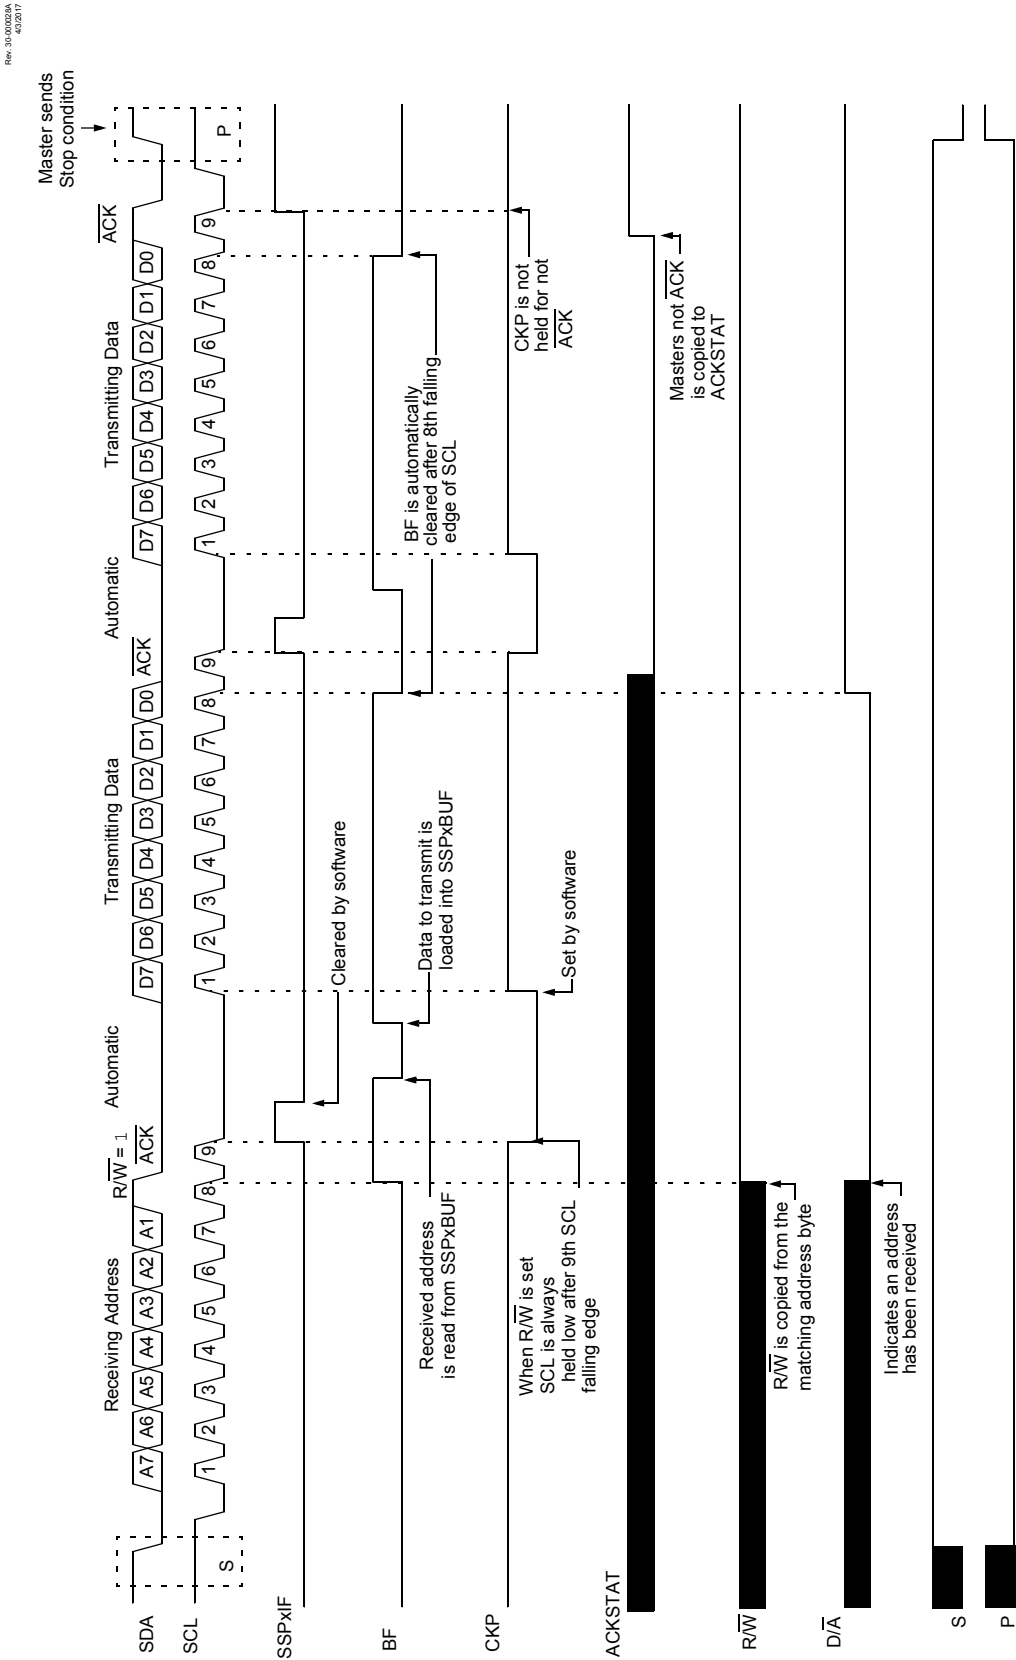 Rev. 30-000028A
4/3/2017
Master sends
Stop condition
Receiving Address
R/W = 1
ACK
Automatic
Transmitting Data
ACK
Automatic
Transmitting Data
ACK
SDA
A7 A6 A5 A4 A3 A2 A1
D7 D6 D5 D4 D3 D2 D1 D0
D7 D6 D5 D4 D3 D2 D1 D0
SCL
S
1 2 3 4 5 6 7 8 9
1 2 3 4 5 6 7 8 9
1 2 3 4 5 6 7 8 9
P
SSPxIF
Cleared by software
BF
Received address
is read from SSPxBUF
Data to transmit is
loaded into SSPxBUF
BF is automatically
cleared after 8th falling
edge of SCL
CKP
When R/W is set
SCL is always
held low after 9th SCL
falling edge
Set by software
CKP is not
held for not
ACK
ACKSTAT
Masters not ACK
is copied to
ACKSTAT
R/W
R/W is copied from the
matching address byte
D/A
Indicates an address
has been received
S
P